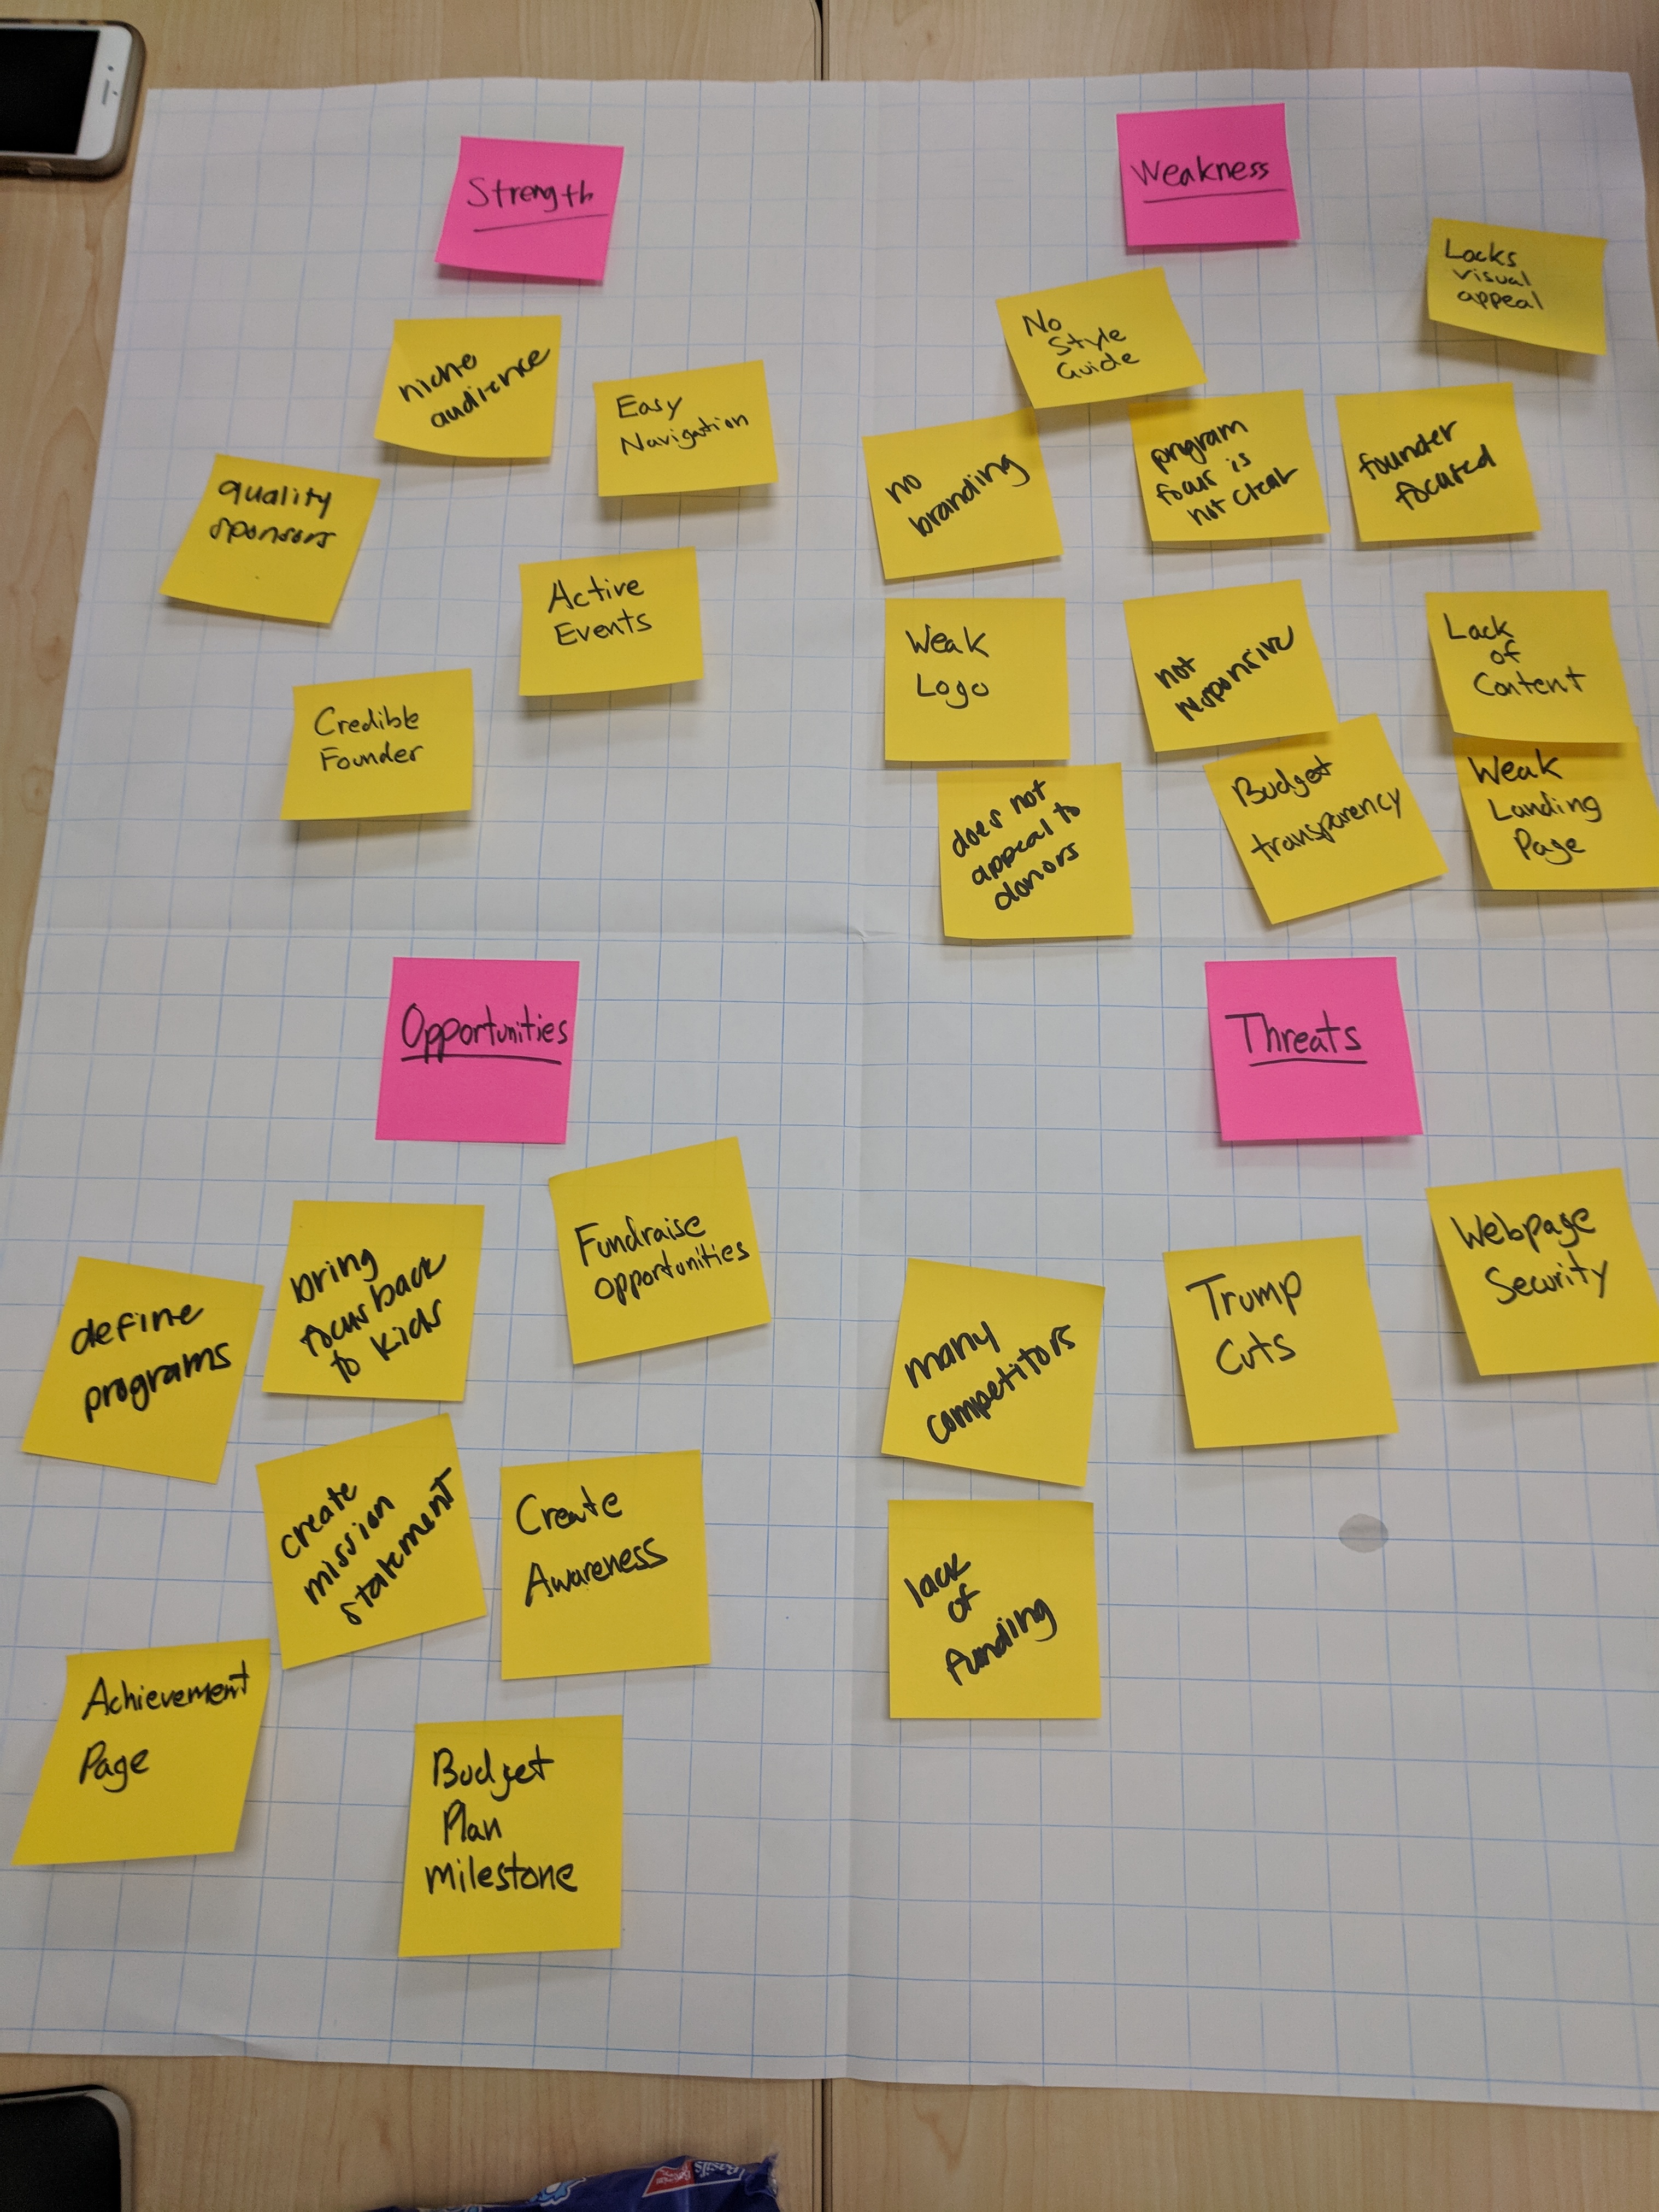 Strength
niche
audience
Easy
Navigation
quality
sponsors
Active
Events
Credible
Founder
Weakness
Lacks
visual
appeal
No
Style
Guide
no
branding
program
focus is
not clear
founder
focused
Weak
Logo
not
responsive
Lack
of
Content
does not
appeal to
donors
Budget
transparency
Weak
Landing
Page
Opportunities
Fundraise
opportunities
bring
focus back
to kids
define
programs
create
mission
statement
Create
Awareness
Achievement
Page
Budget
Plan
milestone
Threats
Webpage
Security
Trump
Cuts
many
competitors
lack
of
funding